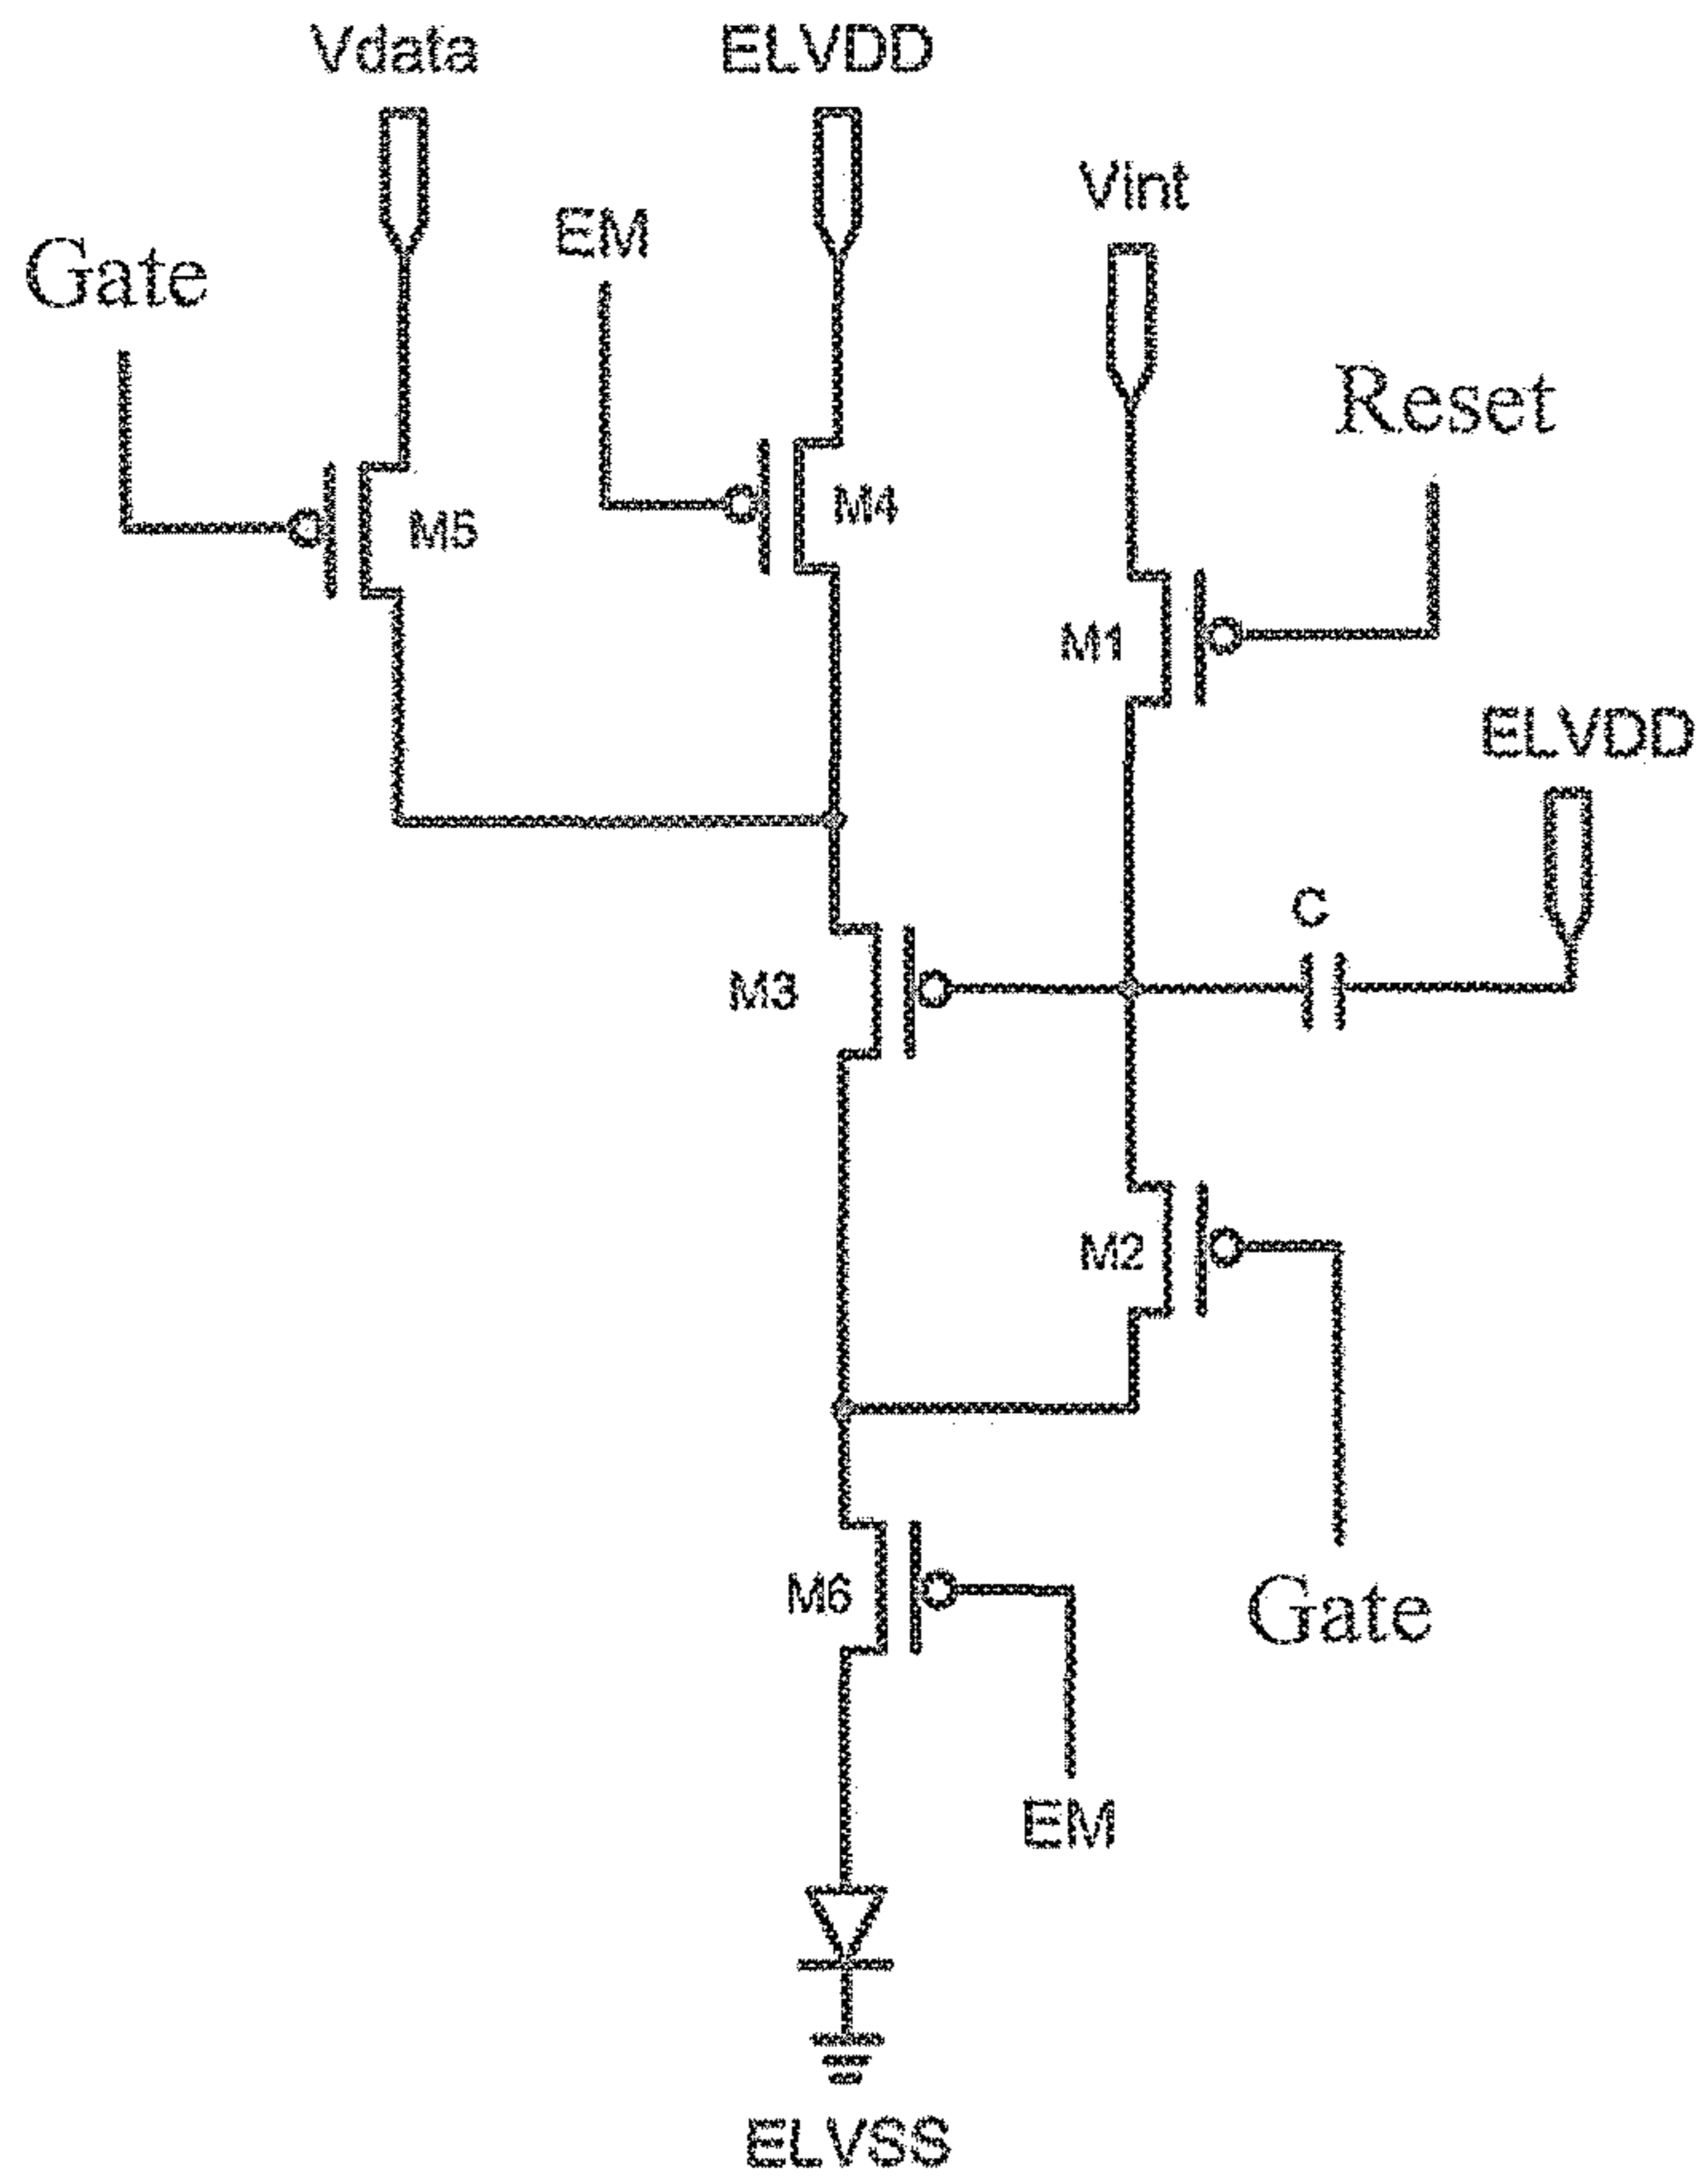 Vdata
ELVDD
Vint
EM
Gate
Reset
M5
M4
M1
ELVDD
C
M3
M2
M6
Gate
EM
ELVSS